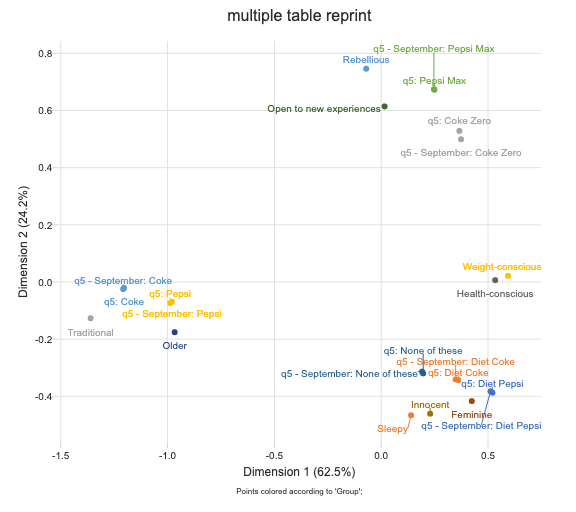 multiple table reprint
q5 - September: Pepsi Max
Rebellious
q5: Pepsi Max
Open to new experiences
q5: Coke Zero
q5 - September: Coke Zero
Weight-conscious
q5 - September: Coke
q5: Pepsi
Health-conscious
q5: Coke
q5 - September: Pepsi
Traditional
Older
q5: None of these
q5 - September: Diet Coke
q5 - September: None of these
q5: Diet Coke
q5: Diet Pepsi
Innocent
Feminine
Sleepy
q5 - September: Diet Pepsi
0.8
0.6
0.4
0.2
0.0
-0.2
-0.4
Dimension 2 (24.2%)
-1.5 -1.0 -0.5 0.0 0.5
Dimension 1 (62.5%)
Points colored according to 'Group';